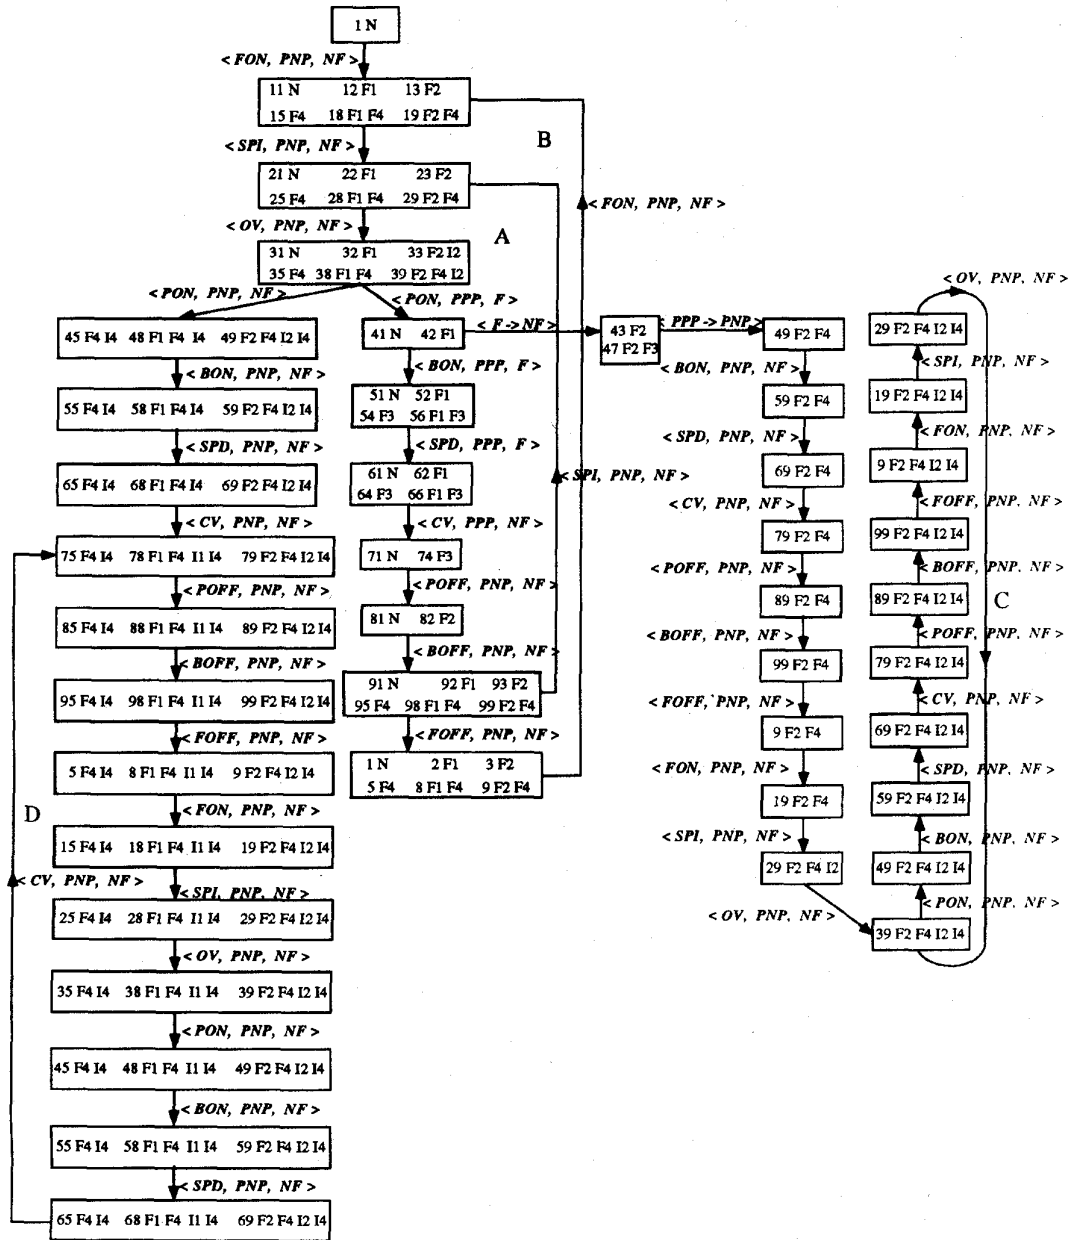 1 N
< FON, PNP, NF >
11 N 12 F1 13 F2
15 F4 18 F1 F4 19 F2 F4
B
< SPI, PNP, NF >
21 N 22 F1 23 F2
25 F4 28 F1 F4 29 F2 F4
< OV, PNP, NF >
A
31 N 32 F1 33 F2 I2
35 F4 38 F1 F4 39 F2 F4 I2
< PON, PNP, NF >
< PON, PPP, F >
45 F4 I4 48 F1 F4 I4 49 F2 F4 I2 I4
< BON, PNP, NF >
55 F4 I4 58 F1 F4 I4 59 F2 F4 I2 I4
< SPD, PNP, NF >
65 F4 I4 68 F1 F4 I4 69 F2 F4 I2 I4
< CV, PNP, NF >
75 F4 I4 78 F1 F4 I1 I4 79 F2 F4 I2 I4
< POFF, PNP, NF >
85 F4 I4 88 F1 F4 I1 I4 89 F2 F4 I2 I4
< BOFF, PNP, NF >
95 F4 I4 98 F1 F4 I1 I4 99 F2 F4 I2 I4
< FOFF, PNP, NF >
5 F4 I4 8 F1 F4 I1 I4 9 F2 F4 I2 I4
< FON, PNP, NF >
D
15 F4 I4 18 F1 F4 I1 I4 19 F2 F4 I2 I4
< CV, PNP, NF >
< SPI, PNP, NF >
25 F4 I4 28 F1 F4 I1 I4 29 F2 F4 I2 I4
< OV, PNP, NF >
35 F4 I4 38 F1 F4 I1 I4 39 F2 F4 I2 I4
< PON, PNP, NF >
45 F4 I4 48 F1 F4 I1 I4 49 F2 F4 I2 I4
< BON, PNP, NF >
55 F4 I4 58 F1 F4 I1 I4 59 F2 F4 I2 I4
< SPD, PNP, NF >
65 F4 I4 68 F1 F4 I1 I4 69 F2 F4 I2 I4
41 N 42 F1
< BON, PPP, F >
51 N 52 F1
54 F3 56 F1 F3
< SPD, PPP, F >
61 N 62 F1
64 F3 66 F1 F3
< CV, PPP, NF >
71 N 74 F3
< POFF, PNP, NF >
81 N 82 F2
< BOFF, PNP, NF >
91 N 92 F1 93 F2
95 F4 98 F1 F4 99 F2 F4
< FOFF, PNP, NF >
1 N 2 F1 3 F2
5 F4 8 F1 F4 9 F2 F4
< SPI, PNP, NF >
< FON, PNP, NF >
< F -> NF >
43 F2
47 F2 F3
< PPP -> PNP >
49 F2 F4
< BON, PNP, NF >
59 F2 F4
< SPD, PNP, NF >
69 F2 F4
< CV, PNP, NF >
79 F2 F4
< POFF, PNP, NF >
89 F2 F4
< BOFF, PNP, NF >
99 F2 F4
< FOFF, PNP, NF >
9 F2 F4
< FON, PNP, NF >
19 F2 F4
< SPI, PNP, NF >
29 F2 F4 I2
< OV, PNP, NF >
< OV, PNP, NF >
29 F2 F4 I2 I4
< SPI, PNP, NF >
19 F2 F4 I2 I4
< FON, PNP, NF >
9 F2 F4 I2 I4
< FOFF, PNP, NF >
99 F2 F4 I2 I4
< BOFF, PNP, NF >
89 F2 F4 I2 I4
C
< POFF, PNP, NF >
79 F2 F4 I2 I4
< CV, PNP, NF >
69 F2 F4 I2 I4
< SPD, PNP, NF >
59 F2 F4 I2 I4
< BON, PNP, NF >
49 F2 F4 I2 I4
< PON, PNP, NF >
39 F2 F4 I2 I4